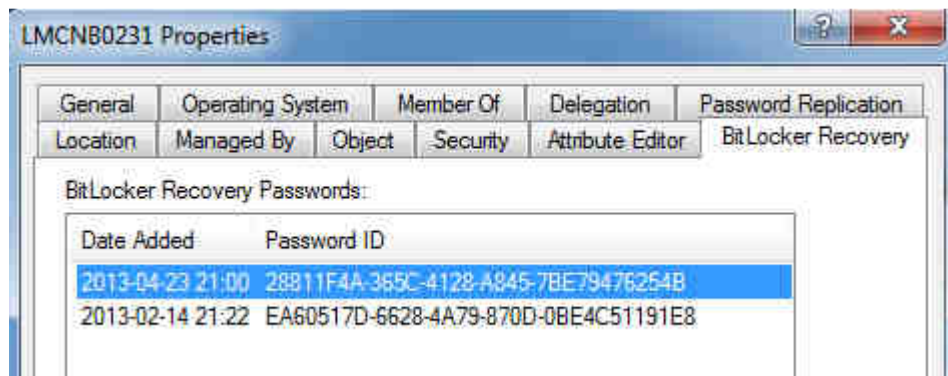 LMCNB0231 Properties
General Operating System Member Of Delegation Password Replication
Location Managed By Object Security Attribute Editor BitLocker Recovery
BitLocker Recovery Passwords:
Date Added Password ID
2013-04-23 21:00 28811F4A-365C-4128-A845-7BE79476254B
2013-02-14 21:22 EA60517D-6628-4A79-870D-0BE4C51191E8